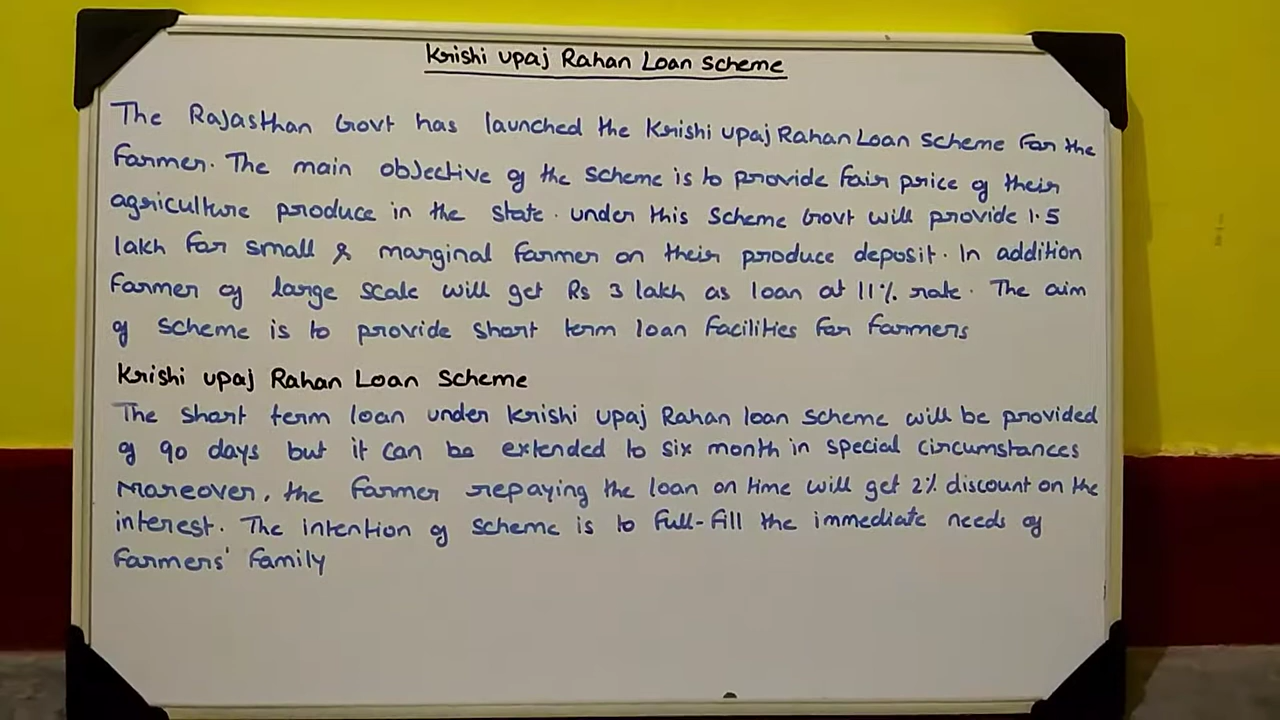 Krishi upaj Rahan Loan Scheme
The Rajasthan Govt has launched the Krishi upaj Rahan Loan Scheme For the
Farmer. The main objective of the scheme is to provide fair price of their
agriculture produce in the state. under this scheme Govt will provide 1.5
lakh For small & marginal farmer on their produce deposit. In addition
Farmer of large scale will get Rs 3 lakh as loan at 11% rate. The aim
of scheme is to provide short term loan facilities for farmers
Krishi upaj Rahan Loan Scheme
The short term loan under Krishi upaj Rahan loan scheme will be provided
of 90 days but it can be extended to six month in special circumstances
Moreover, the farmer repaying the loan on time will get 2% discount on the
interest. The intention of scheme is to full-fill the immediate needs of
farmers' family